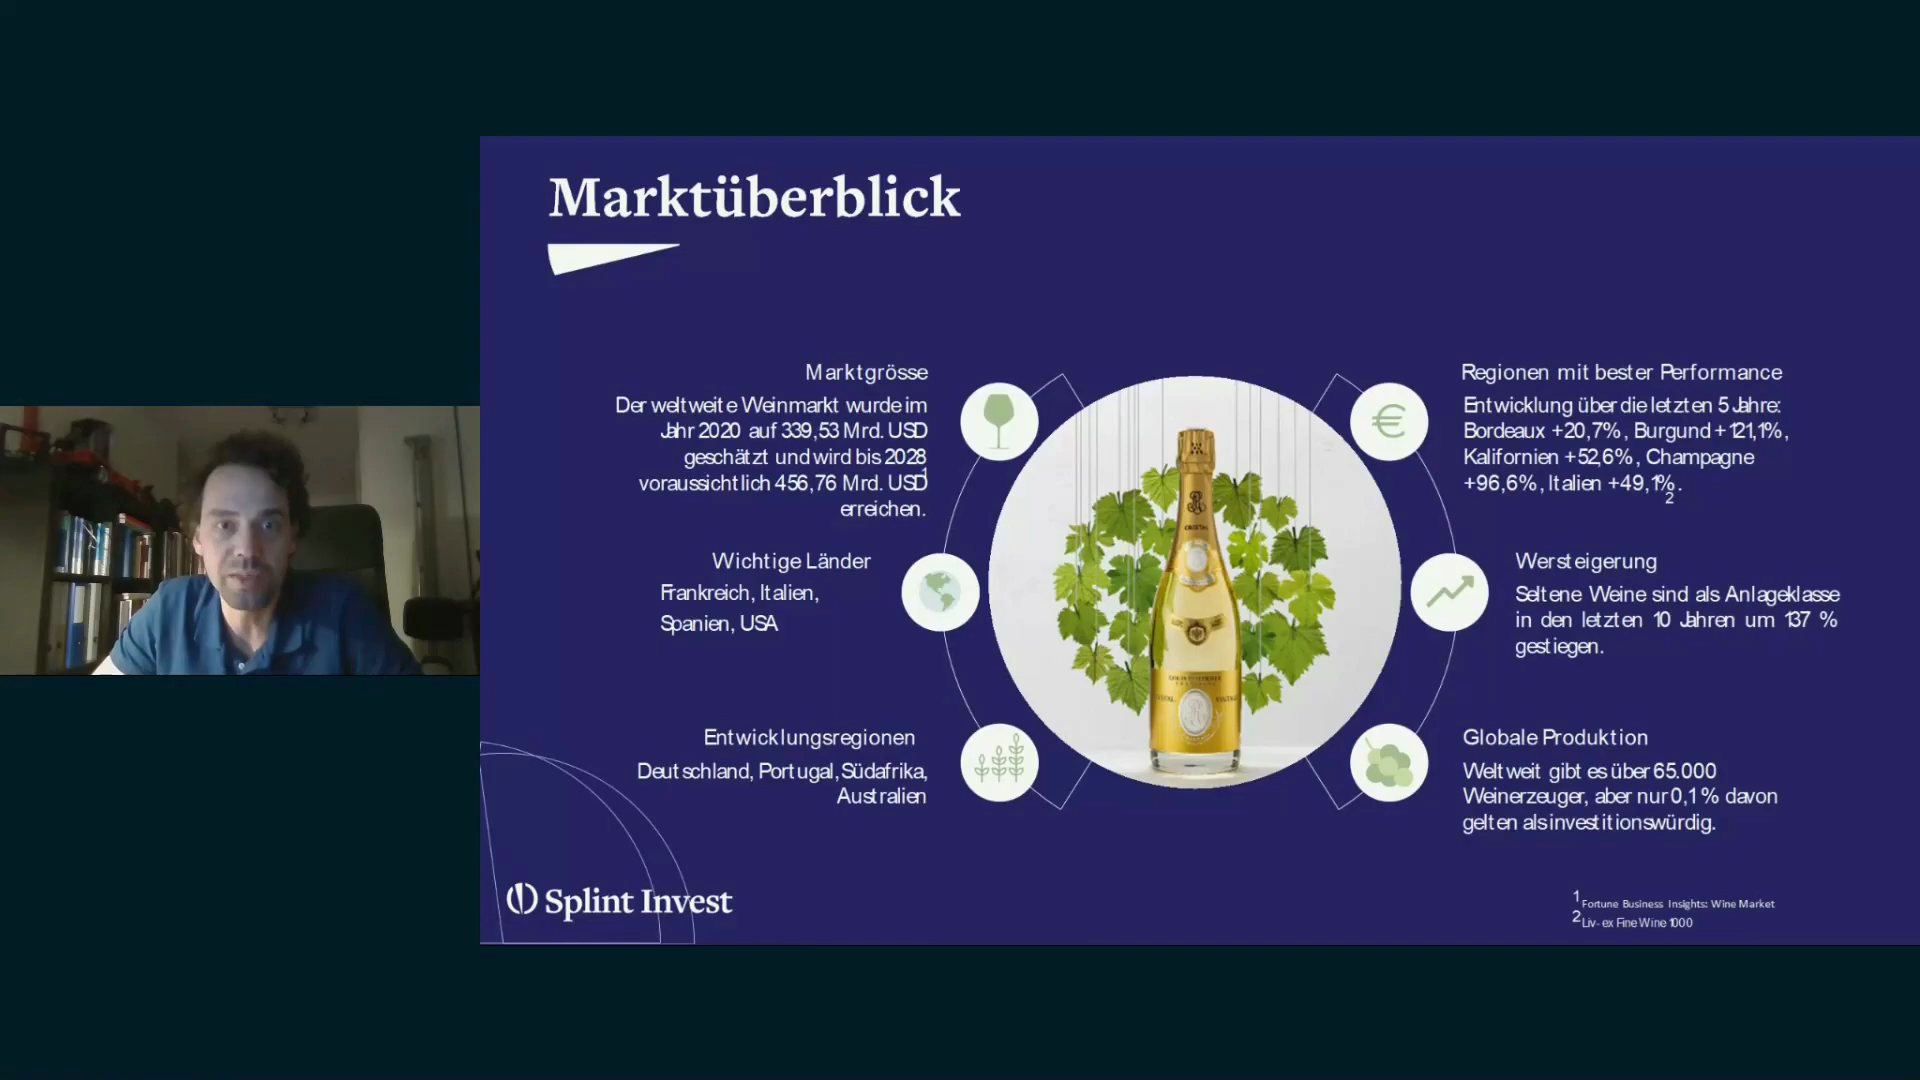 Marktüberblick
Marktgrösse
Der weltweite Weinmarkt wurde im
Jahr 2020 auf 339,53 Mrd. USD
geschätzt und wird bis 2028
voraussichtlich 456,76 Mrd. USD1
erreichen.
Wichtige Länder
Frankreich, Italien,
Spanien, USA
Entwicklungsregionen
Deutschland, Portugal, Südafrika,
Australien
Regionen mit bester Performance
Entwicklung über die letzten 5 Jahre:
Bordeaux +20,7%, Burgund +121,1%,
Kalifornien +52,6%, Champagne
+96,6%, Italien +49,1%2.
Wersteigerung
Seltene Weine sind als Anlageklasse
in den letzten 10 Jahren um 137 %
gestiegen.
Globale Produktion
Weltweit gibt es über 65.000
Weinerzeuger, aber nur 0,1 % davon
gelten als investitionswürdig.
CRISTAL
LOUIS ROEDERER
Splint Invest
1 Fortune Business Insights: Wine Market
2 Liv-ex Fine Wine 1000